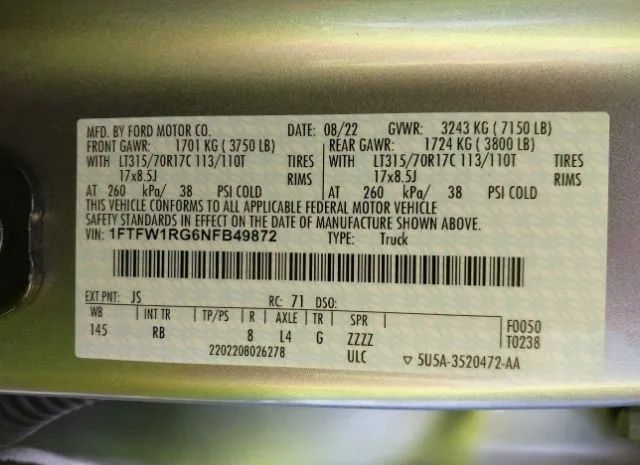 MFD. BY FORD MOTOR CO. DATE: 08/22 GVWR: 3243 KG ( 7150 LB)
FRONT GAWR: 1701 KG ( 3750 LB) REAR GAWR: 1724 KG ( 3800 LB)
WITH LT315/70R17C 113/110T TIRES WITH LT315/70R17C 113/110T TIRES
17x8.5J RIMS 17x8.5J RIMS
AT 260 kPa/ 38 PSI COLD AT 260 kPa/ 38 PSI COLD
THIS VEHICLE CONFORMS TO ALL APPLICABLE FEDERAL MOTOR VEHICLE
SAFETY STANDARDS IN EFFECT ON THE DATE OF MANUFACTURE SHOWN ABOVE.
VIN: 1FTFW1RG6NFB49872 TYPE: Truck
EXT PNT: JS RC: 71 DSO:
WB INT TR TP/PS R AXLE TR SPR F0050
145 RB 8 L4 G ZZZZ T0238
2202208026278 ULC ▽ 5U5A-3520472-AA